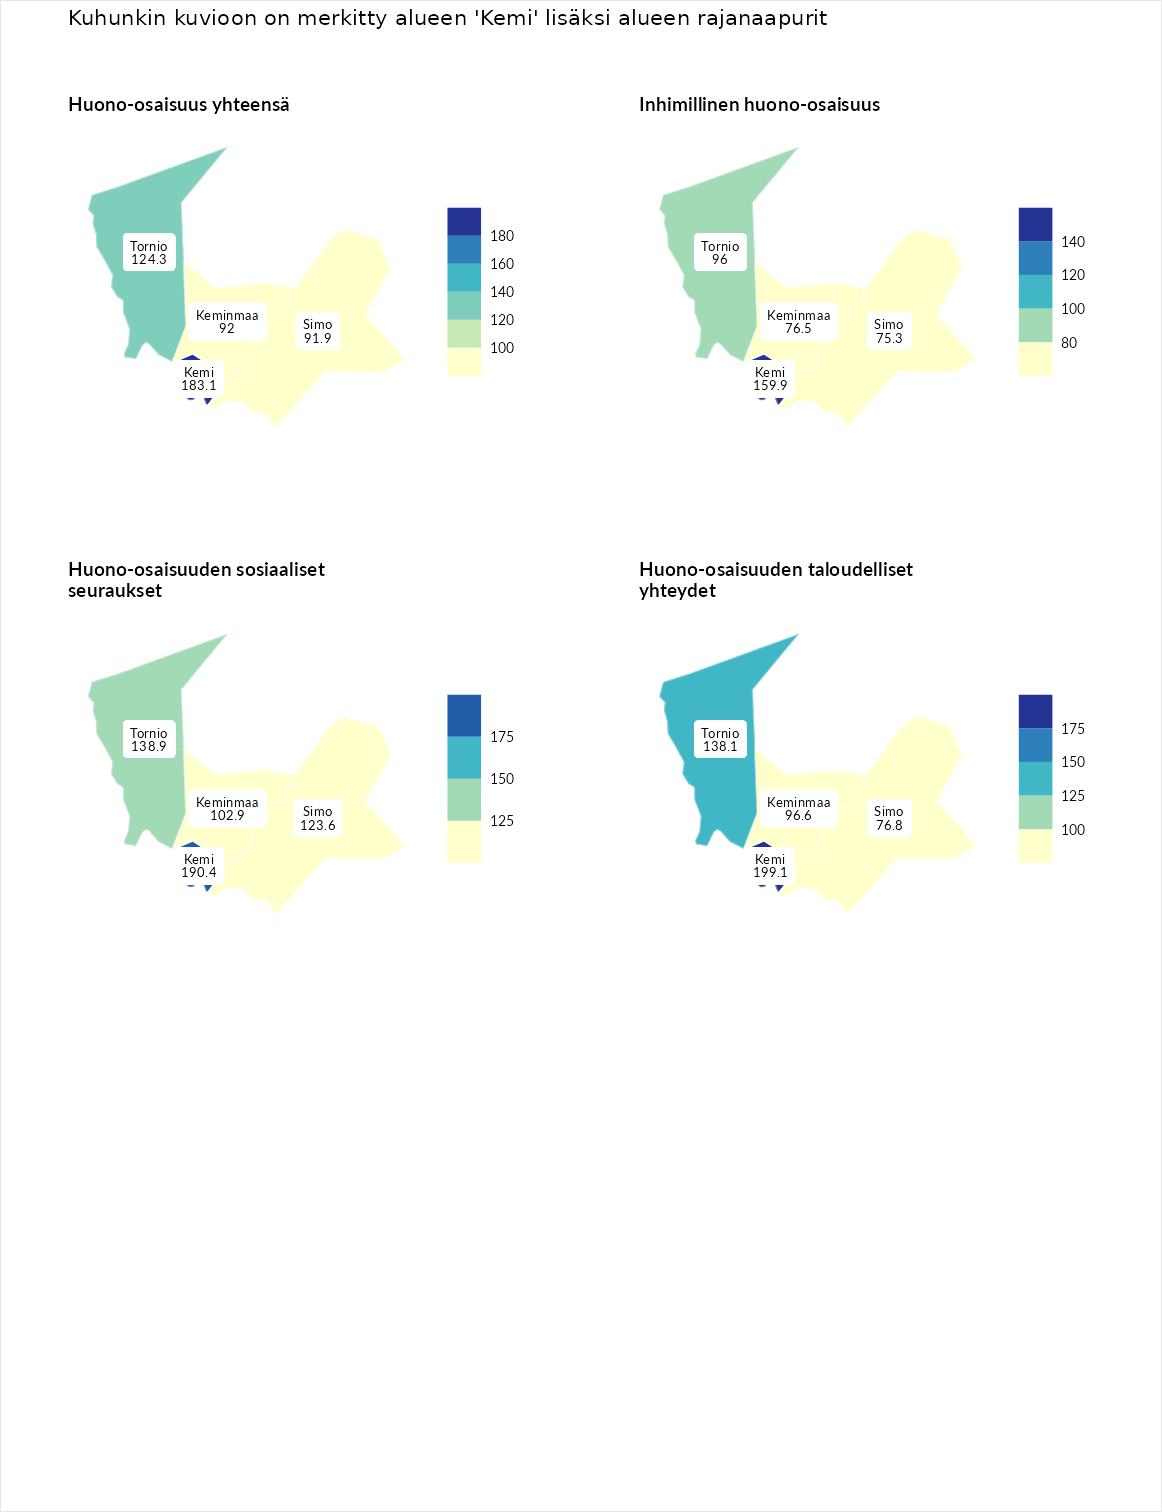 Kuhunkin kuvioon on merkitty alueen 'Kemi' lisäksi alueen rajanaapurit
Huono-osaisuus yhteensä
Tornio
124.3
Keminmaa
92
Simo
91.9
Kemi
183.1
180
160
140
120
100
Inhimillinen huono-osaisuus
Tornio
96
Keminmaa
76.5
Simo
75.3
Kemi
159.9
140
120
100
80
Huono-osaisuuden sosiaaliset
seuraukset
Tornio
138.9
Keminmaa
102.9
Simo
123.6
Kemi
190.4
175
150
125
Huono-osaisuuden taloudelliset
yhteydet
Tornio
138.1
Keminmaa
96.6
Simo
76.8
Kemi
199.1
175
150
125
100